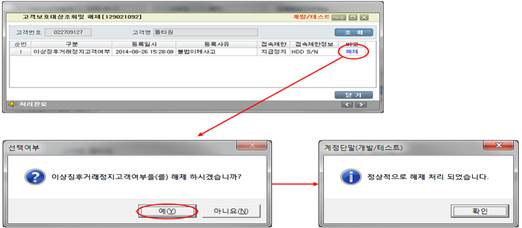 고객보호대상조회및 해제[129021092]
개발/테스트
고객번호 022709127 고객명 조 회
순번 구분 등록일시 등록사유 접속제한 접속제한정보 비고
1 이상징후거래정지고객여부 2014-08-26 15:28:09 불법이체사고 지급정지 HDD S/N 해제
닫 기
처리완료
선택여부
이상징후거래정지고객여부를(를) 해제 하시겠습니까?
예(Y) 아니요(N)
계정단말(개발/테스트)
정상적으로 해제 처리 되었습니다.
확인